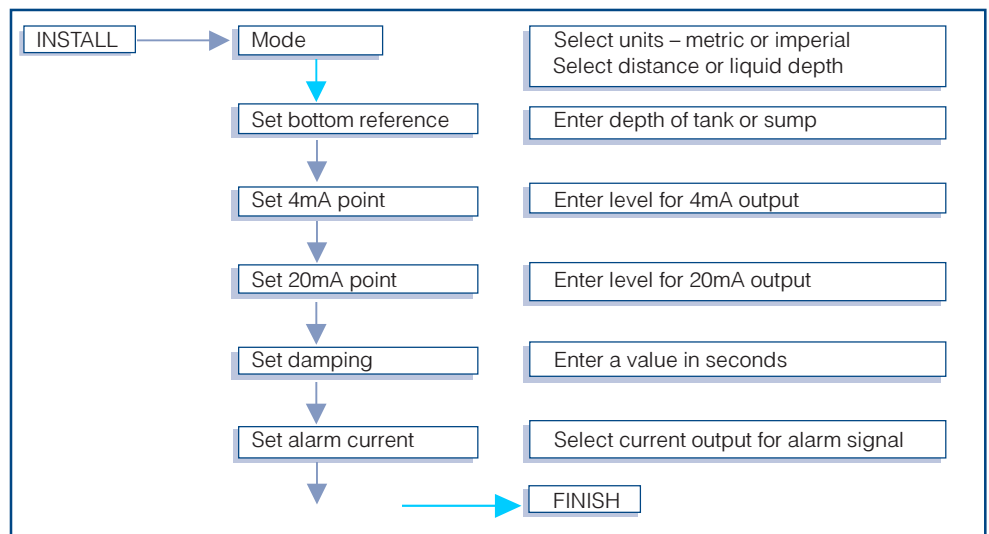 INSTALL
Mode
Select units – metric or imperial
Select distance or liquid depth
Set bottom reference
Enter depth of tank or sump
Set 4mA point
Enter level for 4mA output
Set 20mA point
Enter level for 20mA output
Set damping
Enter a value in seconds
Set alarm current
Select current output for alarm signal
FINISH